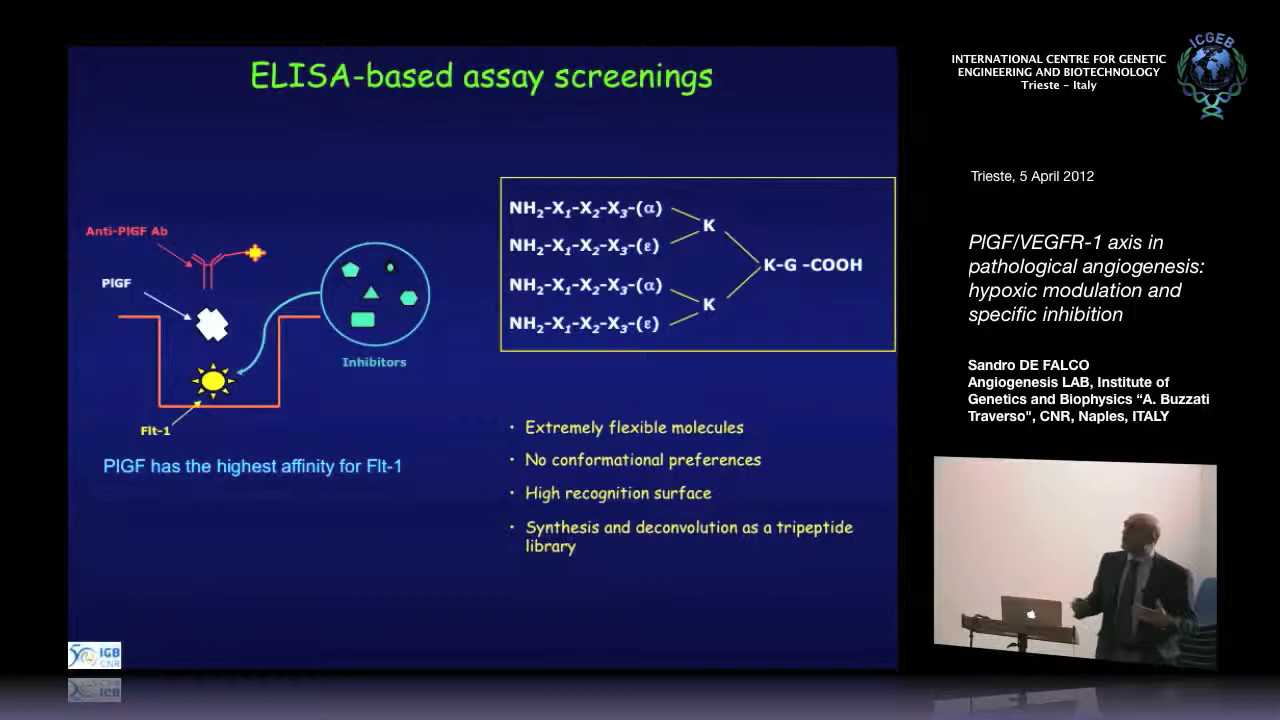 ELISA-based assay screenings
Anti-PlGF Ab
PlGF
Flt-1
Inhibitors
PlGF has the highest affinity for Flt-1
NH2-X1-X2-X3-(α)
NH2-X1-X2-X3-(ε)
NH2-X1-X2-X3-(α)
NH2-X1-X2-X3-(ε)
K
K
K-G -COOH
• Extremely flexible molecules
• No conformational preferences
• High recognition surface
• Synthesis and deconvolution as a tripeptide
library
IGB
CNR
INTERNATIONAL CENTRE FOR GENETIC
ENGINEERING AND BIOTECHNOLOGY
Trieste - Italy
ICGEB
Trieste, 5 April 2012
PlGF/VEGFR-1 axis in
pathological angiogenesis:
hypoxic modulation and
specific inhibition
Sandro DE FALCO
Angiogenesis LAB, Institute of
Genetics and Biophysics “A. Buzzati
Traverso", CNR, Naples, ITALY